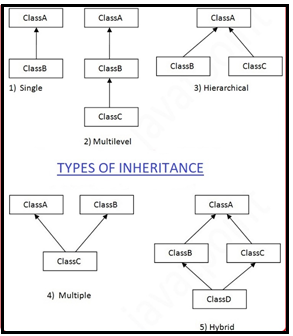 ClassA
ClassB
1) Single
ClassA
ClassB
ClassC
2) Multilevel
ClassA
ClassB
ClassC
3) Hierarchical
TYPES OF INHERITANCE
ClassA
ClassB
ClassC
4) Multiple
ClassA
ClassB
ClassC
ClassD
5) Hybrid